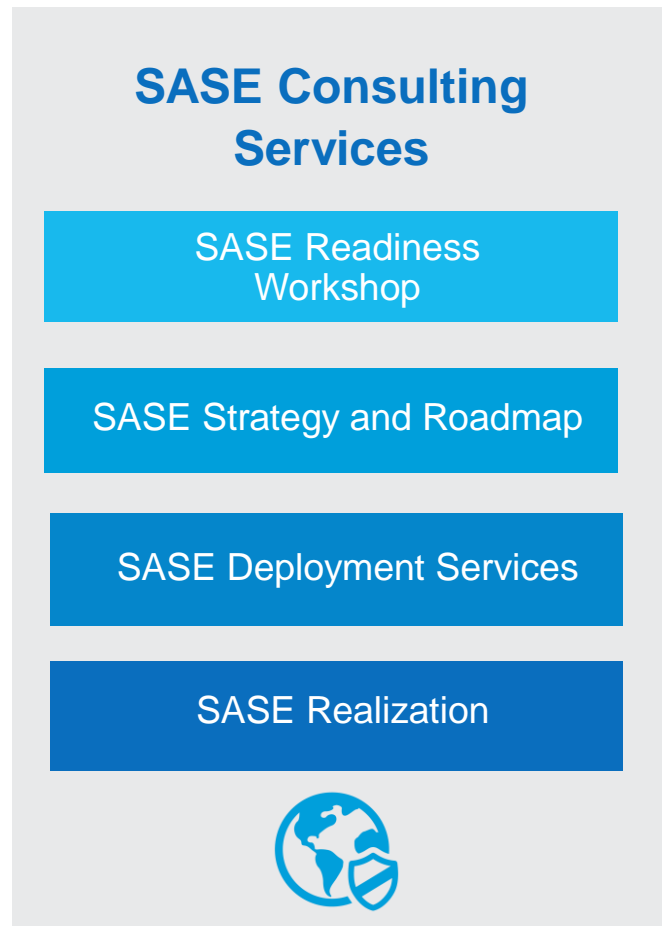 SASE Consulting
Services
SASE Readiness
Workshop
SASE Strategy and Roadmap
SASE Deployment Services
SASE Realization